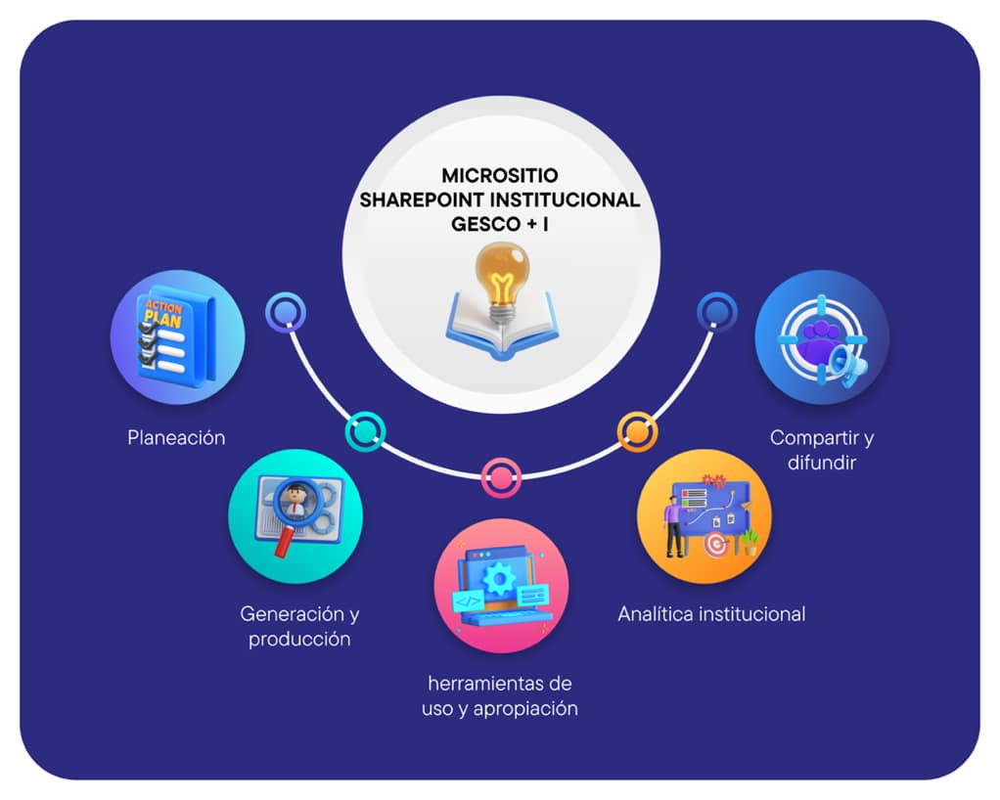 MICROSITIO
SHAREPOINT INSTITUCIONAL
GESCO + I
ACTION
PLAN
Planeación
Generación y
producción
herramientas de
uso y apropiación
Analítica institucional
Compartir y
difundir